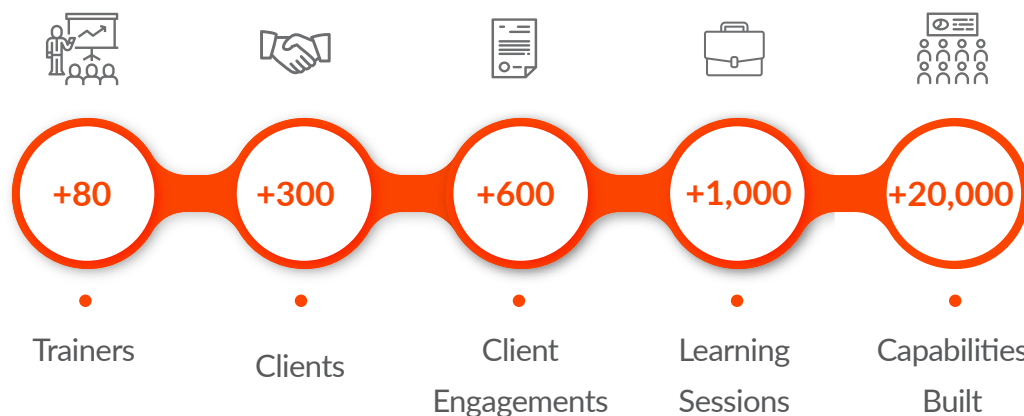 +80
+300
+600
+1,000
+20,000
Trainers
Clients
Client
Engagements
Learning
Sessions
Capabilities
Built